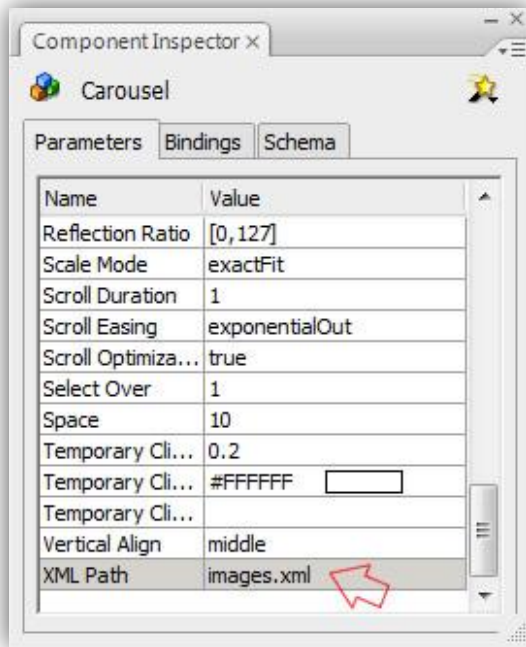 Component Inspector ×
Carousel
Parameters Bindings Schema
Name Value
Reflection Ratio [0,127]
Scale Mode exactFit
Scroll Duration 1
Scroll Easing exponentialOut
Scroll Optimiza... true
Select Over 1
Space 10
Temporary Cli... 0.2
Temporary Cli... #FFFFFF
Temporary Cli...
Vertical Align middle
XML Path images.xml